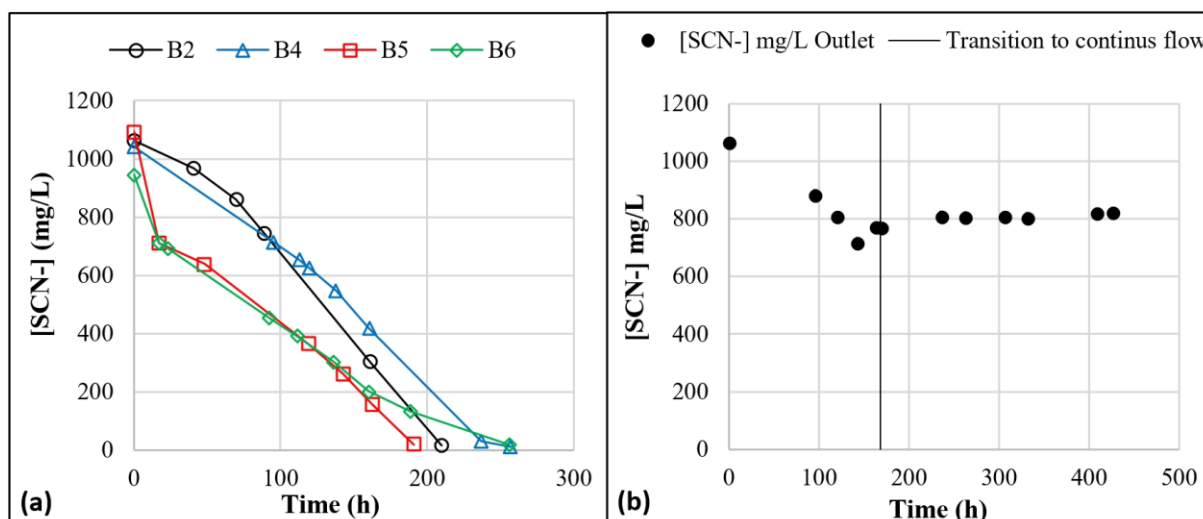 B2 B4 B5 B6
1200
1000
800
600
400
200
0
[SCN-] (mg/L)
0 100 200 300
Time (h)
(a)
[SCN-] mg/L Outlet Transition to continus flow
1200
1000
800
600
400
200
0
[SCN-] mg/L
0 100 200 300 400 500
Time (h)
(b)